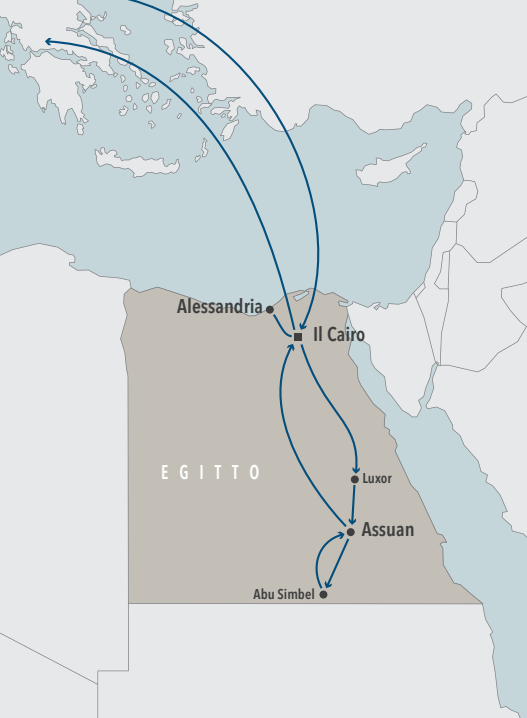 Alessandria
Il Cairo
EGITTO
Luxor
Assuan
Abu Simbel